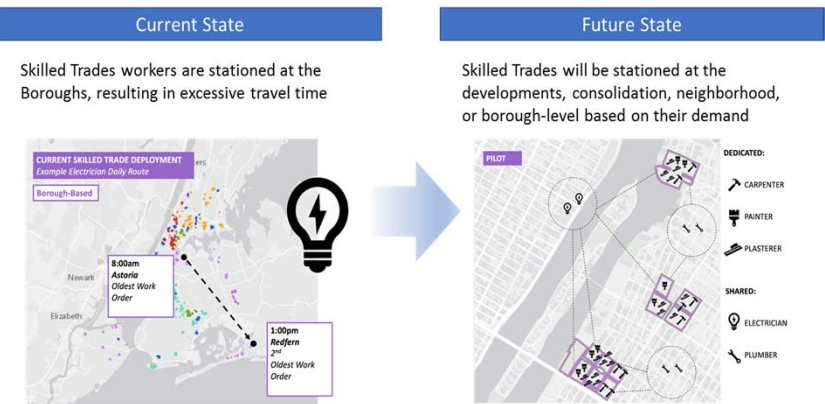 Current State
Skilled Trades workers are stationed at the
Boroughs, resulting in excessive travel time
CURRENT SKILLED TRADE DEPLOYMENT
Example Electrician Daily Route
Borough-Based
Newark
Elizabeth
8:00am
Astoria
Oldest Work
Order
1:00pm
Redfern
2nd
Oldest Work
Order
Future State
Skilled Trades will be stationed at the
developments, consolidation, neighborhood,
or borough-level based on their demand
PILOT
DEDICATED:
CARPENTER
PAINTER
PLASTERER
SHARED:
ELECTRICIAN
PLUMBER